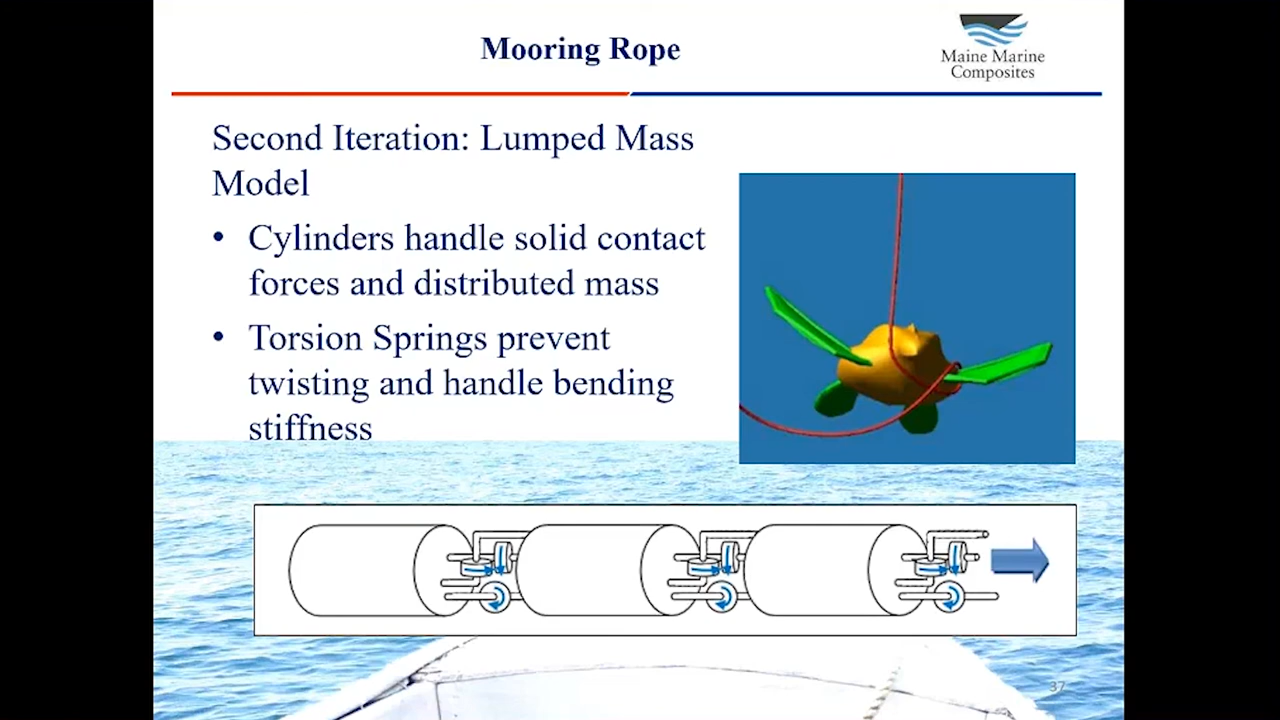 Mooring Rope
Maine Marine
Composites
Second Iteration: Lumped Mass
Model
• Cylinders handle solid contact
forces and distributed mass
• Torsion Springs prevent
twisting and handle bending
stiffness
37